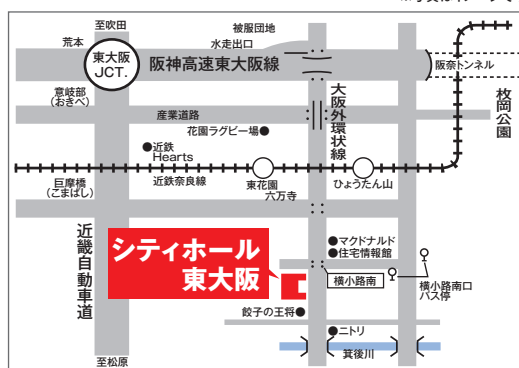 至吹田
被服団地
荒本
水走出口
東大阪
JCT.
阪神高速東大阪線
阪奈トンネル
意岐部
(おきべ)
大阪外環状線
枚岡公園
産業道路
花園ラグビー場
近鉄
Hearts
巨摩橋
(こまばし)
近鉄奈良線
東花園
ひょうたん山
六万寺
近畿自動車道
シティホール
東大阪
マクドナルド
住宅情報館
横小路南
横小路南口
バス停
餃子の王将
ニトリ
箕後川
至松原